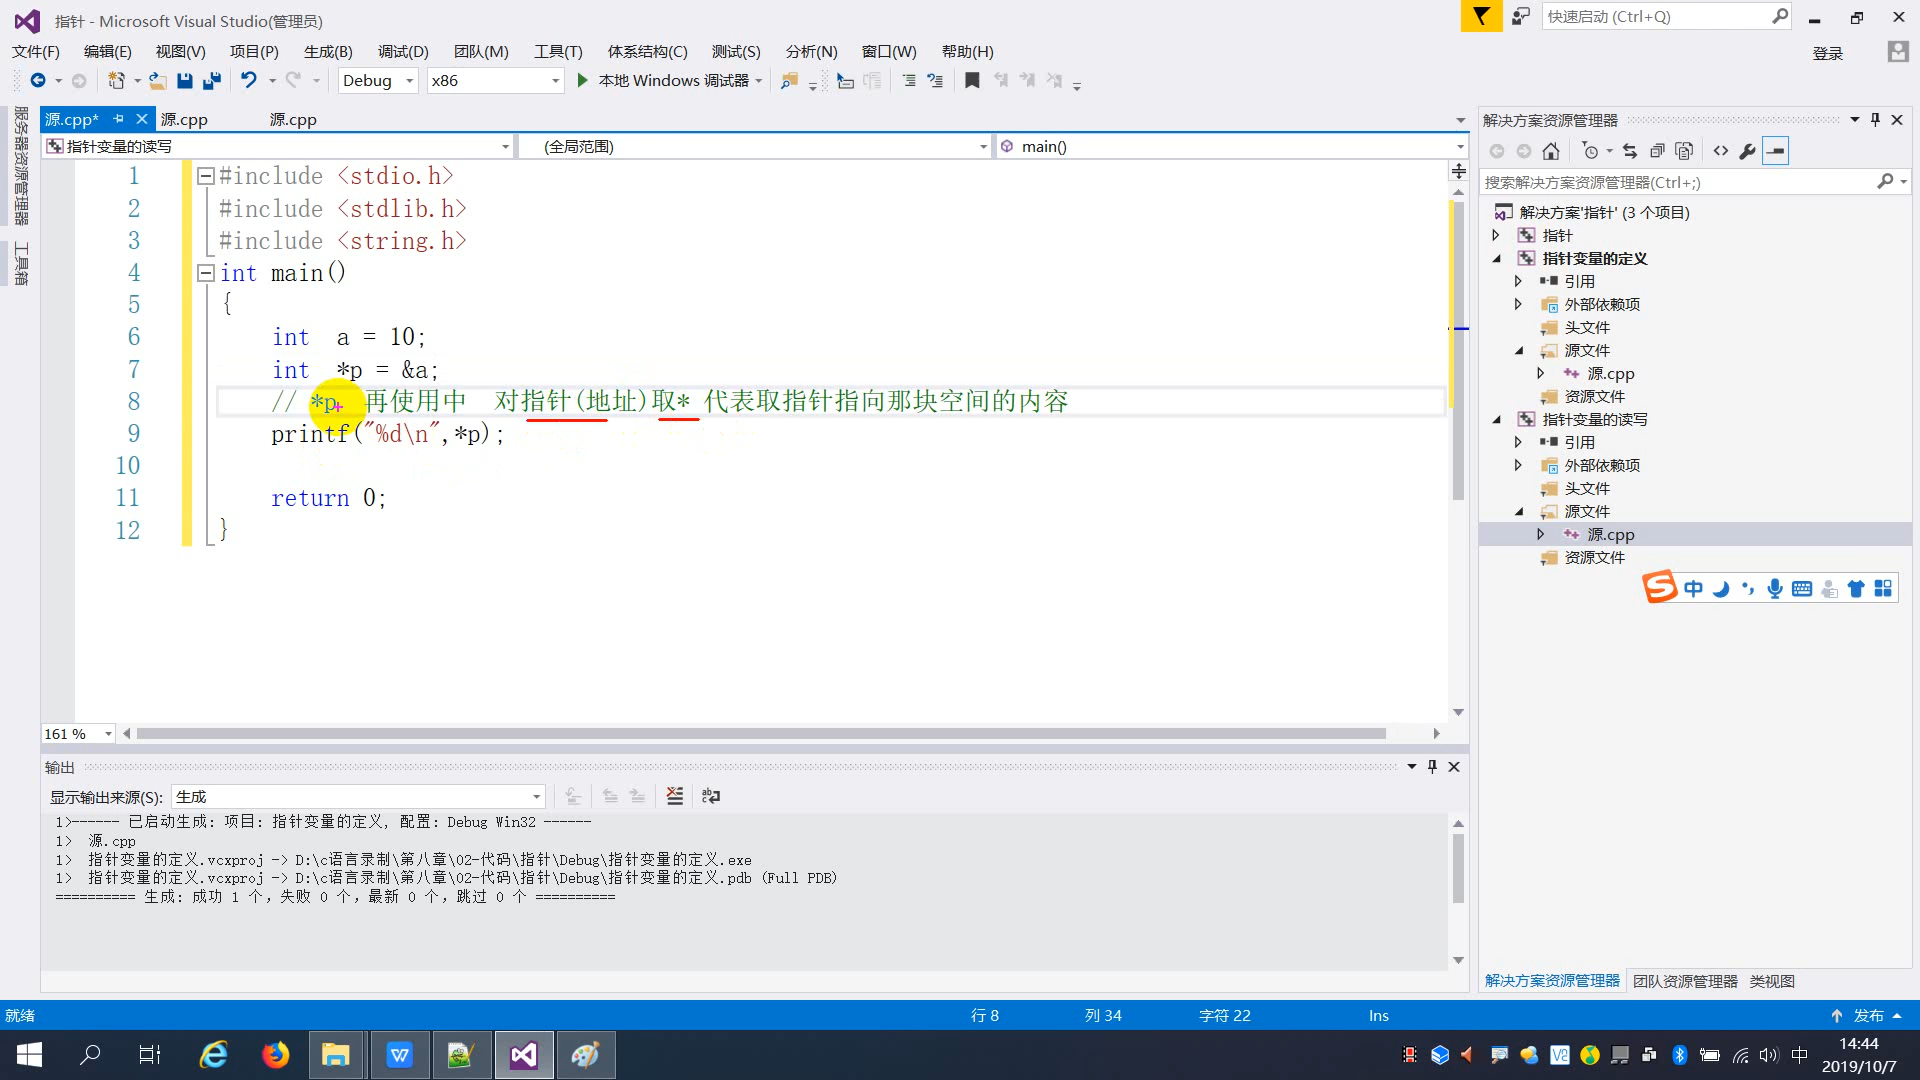 指针 - Microsoft Visual Studio(管理员)
快速启动 (Ctrl+Q)
文件(F) 编辑(E) 视图(V) 项目(P) 生成(B) 调试(D) 团队(M) 工具(T) 体系结构(C) 测试(S) 分析(N) 窗口(W) 帮助(H)
登录
Debug x86 本地 Windows 调试器
服务器资源管理器
工具箱
源.cpp* 源.cpp 源.cpp
指针变量的读写 (全局范围) main()
1 #include <stdio.h>
2 #include <stdlib.h>
3 #include <string.h>
4 int main()
5 {
6 int a = 10;
7 int *p = &a;
8 // *p 再使用中 对指针(地址)取* 代表取指针指向那块空间的内容
9 printf("%d\n",*p);
10
11 return 0;
12 }
161 %
输出
显示输出来源(S): 生成
1>------ 已启动生成: 项目: 指针变量的定义, 配置: Debug Win32 ------
1> 源.cpp
1> 指针变量的定义.vcxproj -> D:\c语言录制\第八章\02-代码\指针\Debug\指针变量的定义.exe
1> 指针变量的定义.vcxproj -> D:\c语言录制\第八章\02-代码\指针\Debug\指针变量的定义.pdb (Full PDB)
========== 生成: 成功 1 个，失败 0 个，最新 0 个，跳过 0 个 ==========
解决方案资源管理器
搜索解决方案资源管理器(Ctrl+;)
解决方案'指针' (3 个项目)
指针
指针变量的定义
引用
外部依赖项
头文件
源文件
源.cpp
资源文件
指针变量的读写
引用
外部依赖项
头文件
源文件
源.cpp
资源文件
中
解决方案资源管理器 团队资源管理器 类视图
就绪 行 8 列 34 字符 22 Ins 发布
中
14:44
2019/10/7